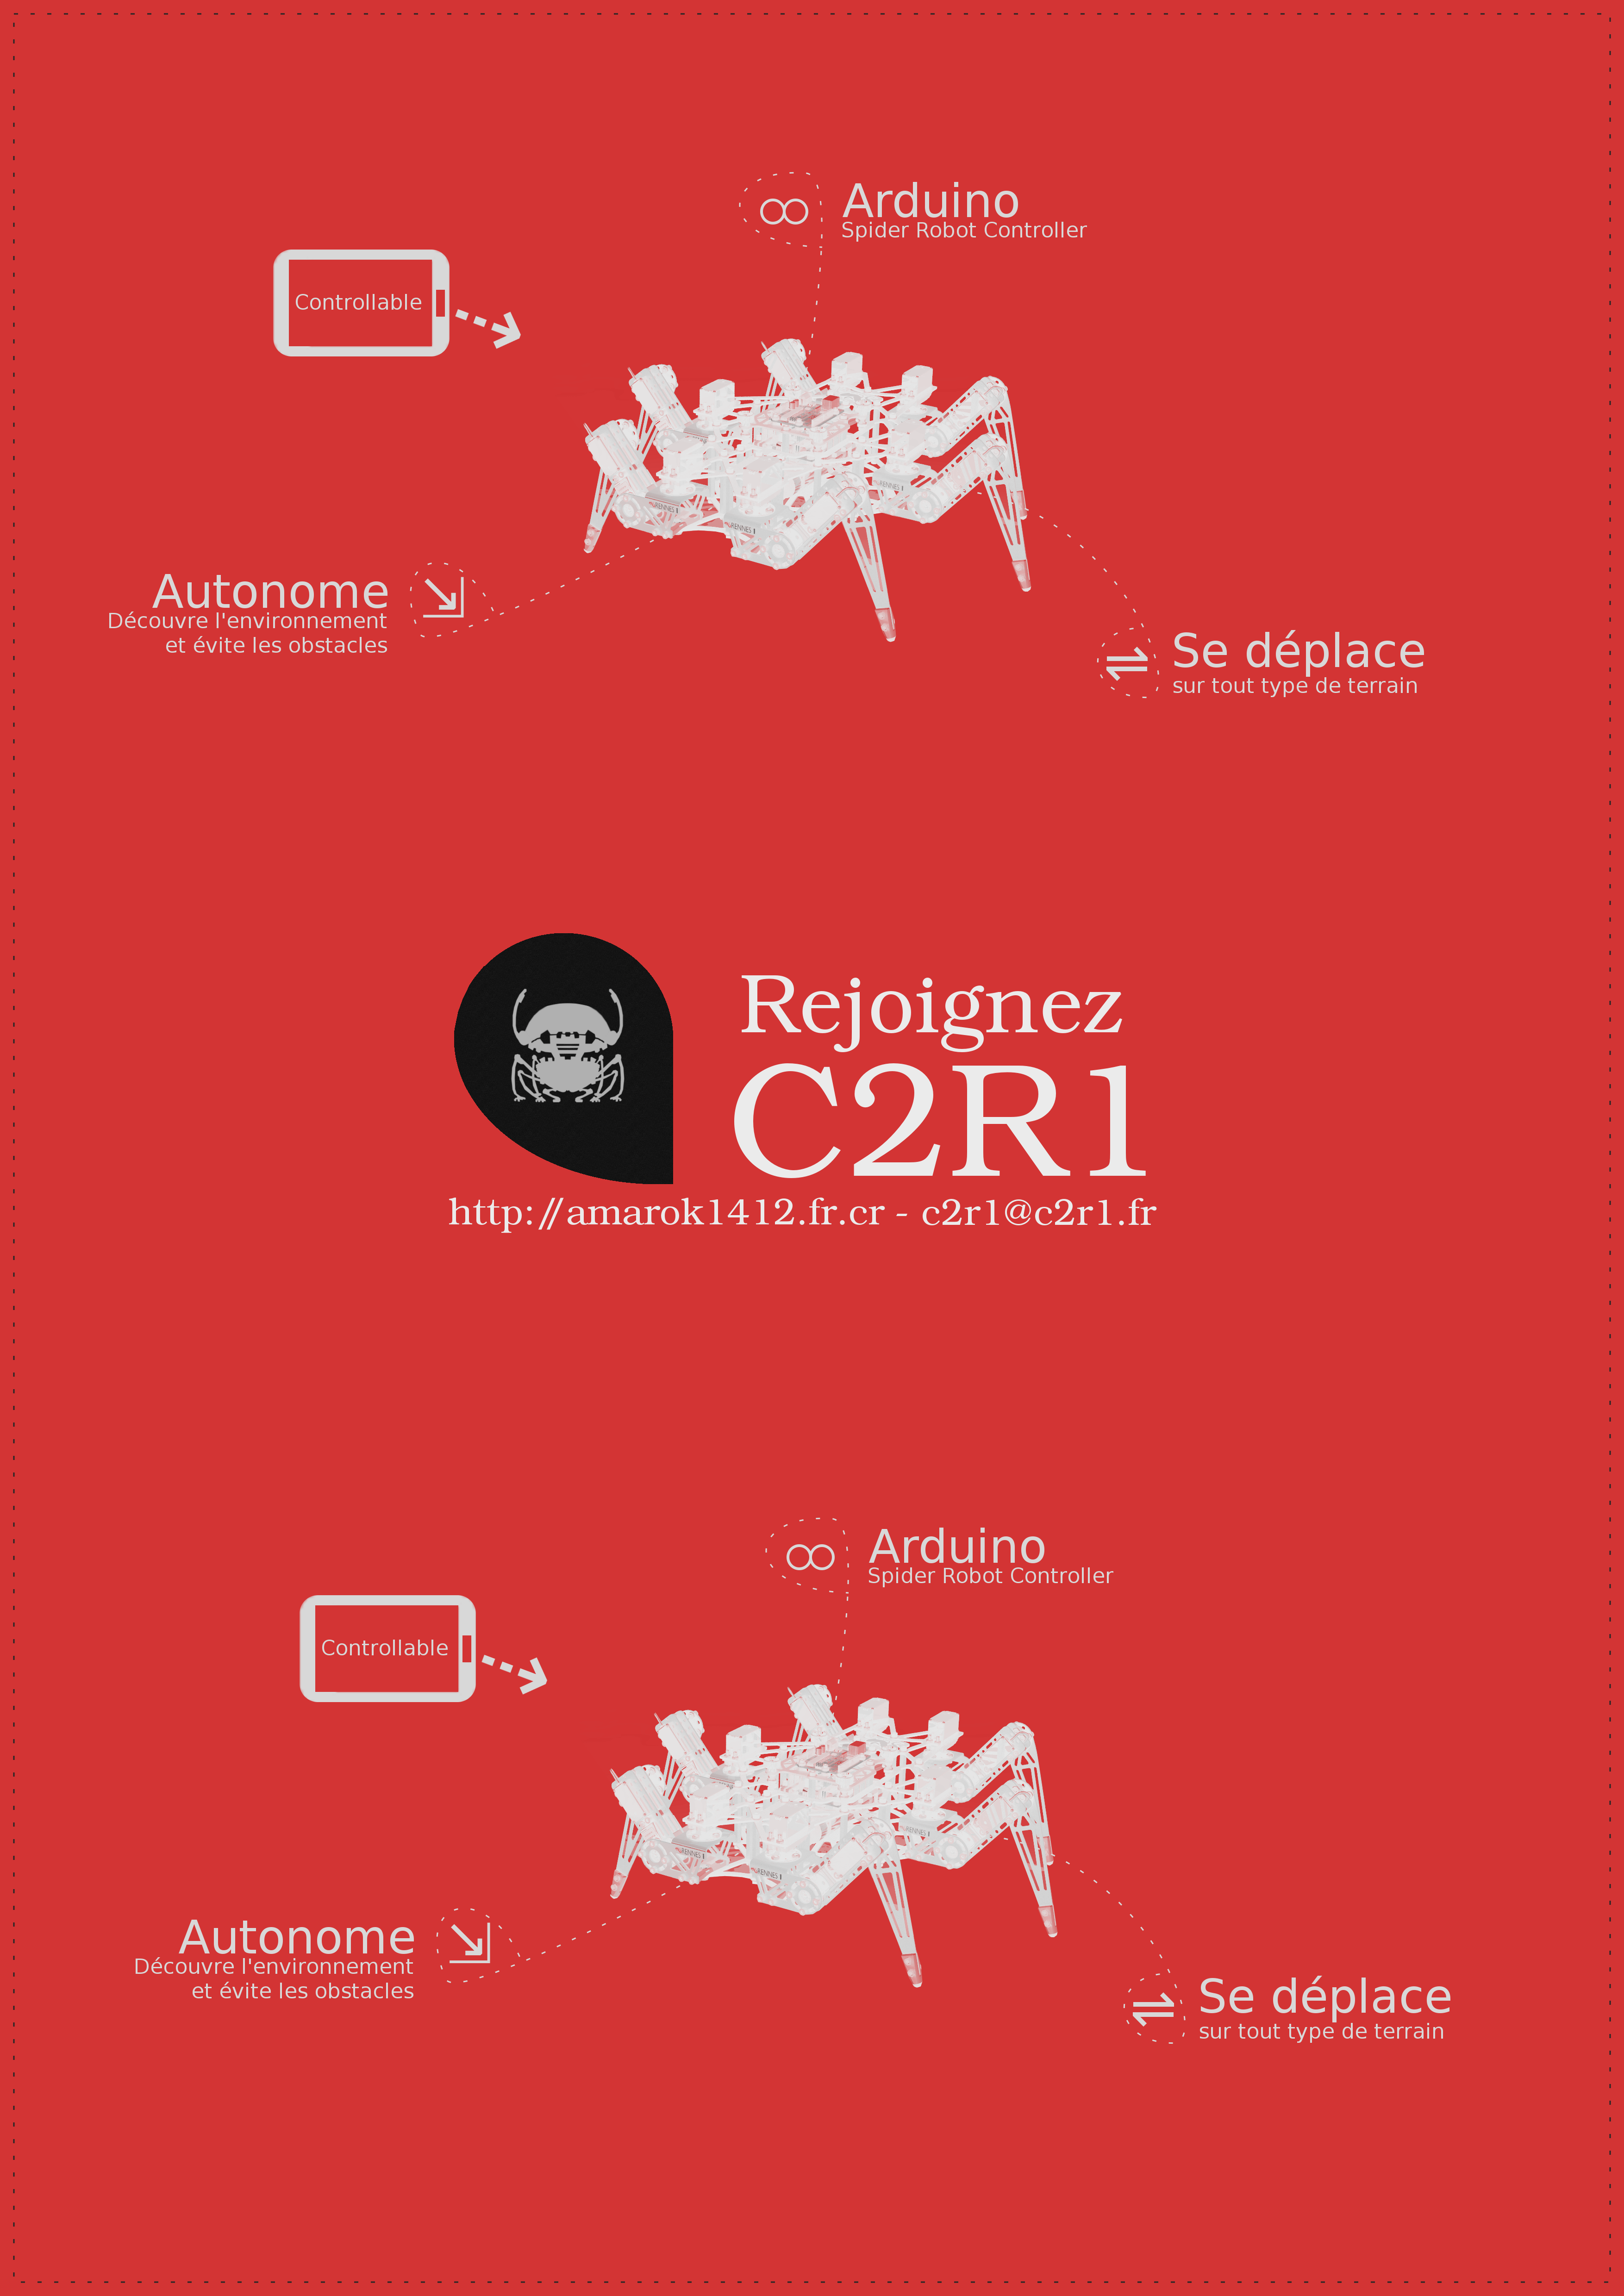 Arduino
Spider Robot Controller
Controllable
Autonome
Découvre l'environnement
et évite les obstacles
Se déplace
sur tout type de terrain
Rejoignez
C2R1
http://amarok1412.fr.cr - c2r1@c2r1.fr
Arduino
Spider Robot Controller
Controllable
Autonome
Découvre l'environnement
et évite les obstacles
Se déplace
sur tout type de terrain